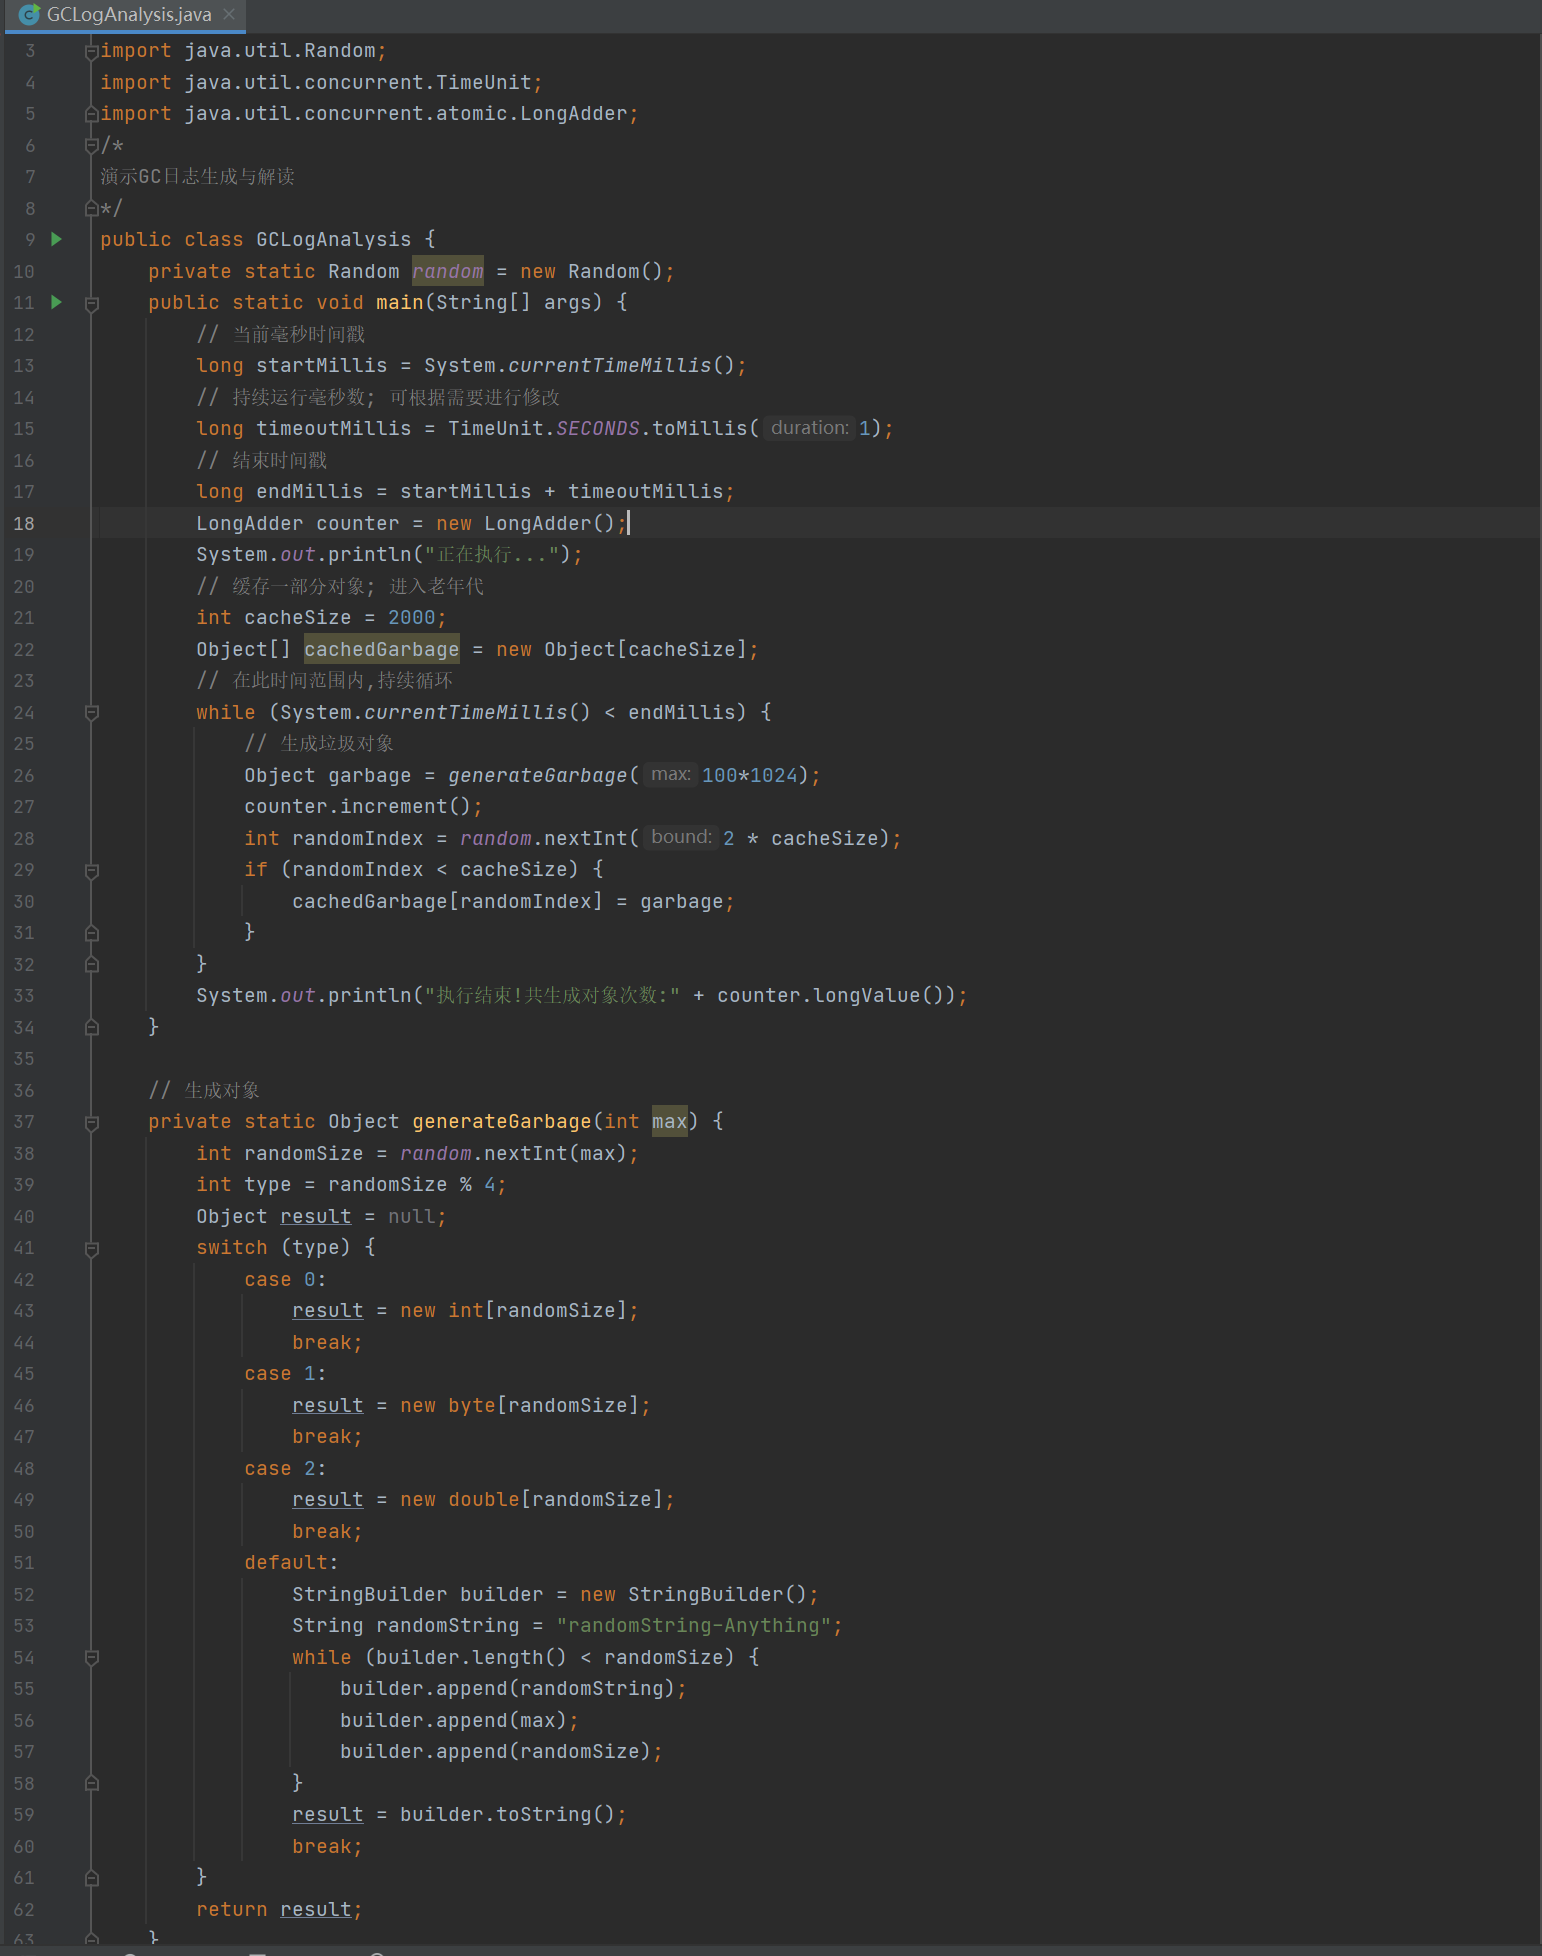 GCLogAnalysis.java
3 import java.util.Random;
4 import java.util.concurrent.TimeUnit;
5 import java.util.concurrent.atomic.LongAdder;
6 /*
7 演示GC日志生成与解读
8 */
9 public class GCLogAnalysis {
10     private static Random random = new Random();
11     public static void main(String[] args) {
12         // 当前毫秒时间戳
13         long startMillis = System.currentTimeMillis();
14         // 持续运行毫秒数; 可根据需要进行修改
15         long timeoutMillis = TimeUnit.SECONDS.toMillis( duration: 1);
16         // 结束时间戳
17         long endMillis = startMillis + timeoutMillis;
18         LongAdder counter = new LongAdder();
19         System.out.println("正在执行...");
20         // 缓存一部分对象; 进入老年代
21         int cacheSize = 2000;
22         Object[] cachedGarbage = new Object[cacheSize];
23         // 在此时间范围内,持续循环
24         while (System.currentTimeMillis() < endMillis) {
25             // 生成垃圾对象
26             Object garbage = generateGarbage( max: 100*1024);
27             counter.increment();
28             int randomIndex = random.nextInt( bound: 2 * cacheSize);
29             if (randomIndex < cacheSize) {
30                 cachedGarbage[randomIndex] = garbage;
31             }
32         }
33         System.out.println("执行结束!共生成对象次数:" + counter.longValue());
34     }
35
36     // 生成对象
37     private static Object generateGarbage(int max) {
38         int randomSize = random.nextInt(max);
39         int type = randomSize % 4;
40         Object result = null;
41         switch (type) {
42             case 0:
43                 result = new int[randomSize];
44                 break;
45             case 1:
46                 result = new byte[randomSize];
47                 break;
48             case 2:
49                 result = new double[randomSize];
50                 break;
51             default:
52                 StringBuilder builder = new StringBuilder();
53                 String randomString = "randomString-Anything";
54                 while (builder.length() < randomSize) {
55                     builder.append(randomString);
56                     builder.append(max);
57                     builder.append(randomSize);
58                 }
59                 result = builder.toString();
60                 break;
61         }
62         return result;
63     }